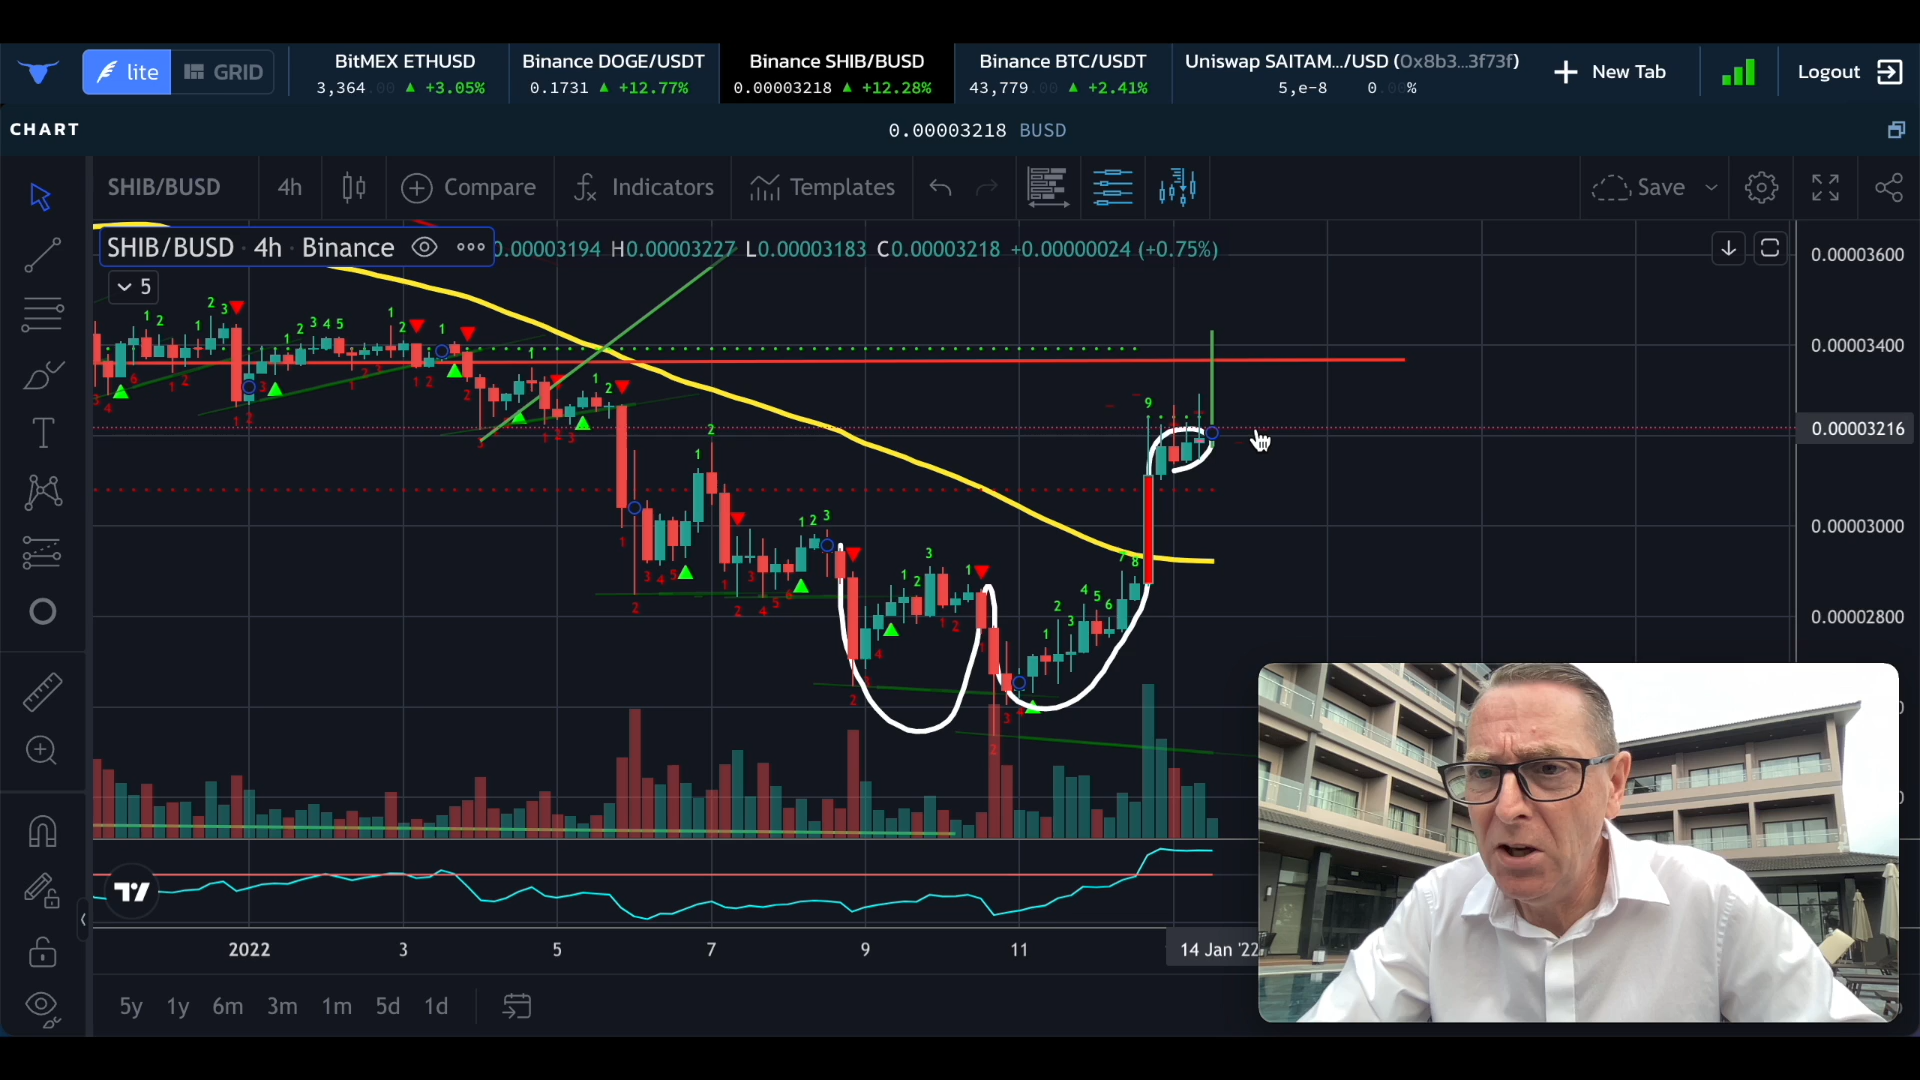 lite
GRID
BitMEX ETHUSD
3,364.00 ▲ +3.05%
Binance DOGE/USDT
0.1731 ▲ +12.77%
Binance SHIB/BUSD
0.00003218 ▲ +12.28%
Binance BTC/USDT
43,779.00 ▲ +2.41%
Uniswap SAITAM.../USD (0x8b3...3f73f)
5,e-8 0.00%
New Tab
Logout
CHART
0.00003218 BUSD
SHIB/BUSD
4h
Compare
Indicators
Templates
Save
SHIB/BUSD · 4h · Binance
0.00003194 H0.00003227 L0.00003183 C0.00003218 +0.00000024 (+0.75%)
5
0.00003600
0.00003400
0.00003216
0.00003000
0.00002800
2022
3
5
7
9
11
14 Jan '22
5y 1y 6m 3m 1m 5d 1d